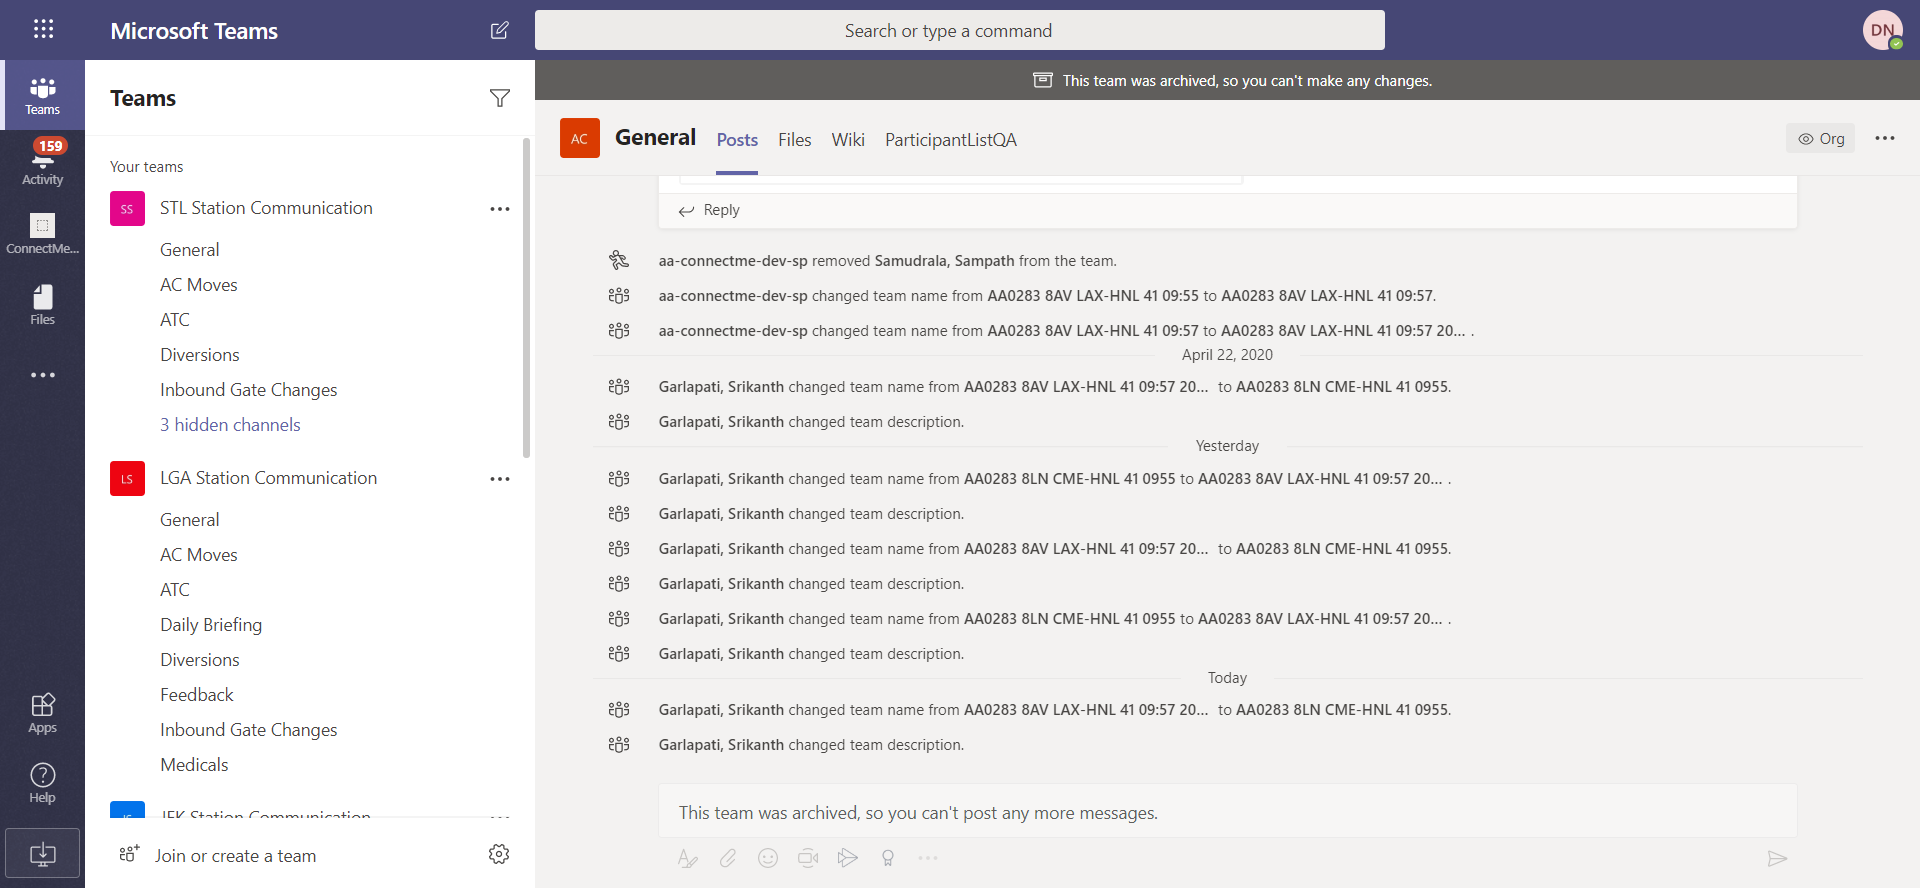 Microsoft Teams
Search or type a command
DN
This team was archived, so you can't make any changes.
Teams
159
Activity
ConnectMe...
Files
Apps
Help
Teams
Your teams
SS STL Station Communication
General
AC Moves
ATC
Diversions
Inbound Gate Changes
3 hidden channels
LS LGA Station Communication
General
AC Moves
ATC
Daily Briefing
Diversions
Feedback
Inbound Gate Changes
Medicals
JS JFK Station Communication
Join or create a team
AC General Posts Files Wiki ParticipantListQA Org
Reply
aa-connectme-dev-sp removed Samudrala, Sampath from the team.
aa-connectme-dev-sp changed team name from AA0283 8AV LAX-HNL 41 09:55 to AA0283 8AV LAX-HNL 41 09:57.
aa-connectme-dev-sp changed team name from AA0283 8AV LAX-HNL 41 09:57 to AA0283 8AV LAX-HNL 41 09:57 20... .
April 22, 2020
Garlapati, Srikanth changed team name from AA0283 8AV LAX-HNL 41 09:57 20... to AA0283 8LN CME-HNL 41 0955.
Garlapati, Srikanth changed team description.
Yesterday
Garlapati, Srikanth changed team name from AA0283 8LN CME-HNL 41 0955 to AA0283 8AV LAX-HNL 41 09:57 20... .
Garlapati, Srikanth changed team description.
Garlapati, Srikanth changed team name from AA0283 8AV LAX-HNL 41 09:57 20... to AA0283 8LN CME-HNL 41 0955.
Garlapati, Srikanth changed team description.
Garlapati, Srikanth changed team name from AA0283 8LN CME-HNL 41 0955 to AA0283 8AV LAX-HNL 41 09:57 20... .
Garlapati, Srikanth changed team description.
Today
Garlapati, Srikanth changed team name from AA0283 8AV LAX-HNL 41 09:57 20... to AA0283 8LN CME-HNL 41 0955.
Garlapati, Srikanth changed team description.
This team was archived, so you can't post any more messages.